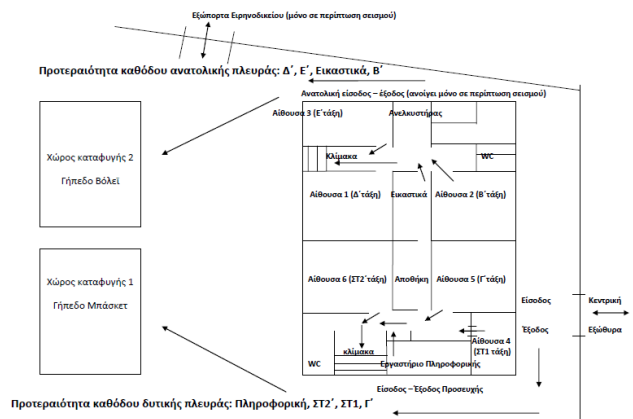 Εξώπορτα Ειρηνοδικείου (μόνο σε περίπτωση σεισμού)
Προτεραιότητα καθόδου ανατολικής πλευράς: Δ΄, Ε΄, Εικαστικά, Β΄
Ανατολική είσοδος – έξοδος (ανοίγει μόνο σε περίπτωση σεισμού)
Αίθουσα 3 (Ε΄τάξη)
Ανελκυστήρας
Χώρος καταφυγής 2
Γήπεδο Βόλεϊ
Κλίμακα
WC
Αίθουσα 1 (Δ΄τάξη)
Εικαστικά
Αίθουσα 2 (Β΄τάξη)
Χώρος καταφυγής 1
Γήπεδο Μπάσκετ
Αίθουσα 6 (ΣΤ2΄τάξη)
Αποθήκη
Αίθουσα 5 (Γ΄τάξη)
Είσοδος
Κεντρική
Έξοδος
Εξώθυρα
Αίθουσα 4
(ΣΤ1 τάξη)
κλίμακα
WC
Εργαστήριο Πληροφορικής
Είσοδος –Έξοδος Προσευχής
Προτεραιότητα καθόδου δυτικής πλευράς: Πληροφορική, ΣΤ2΄, ΣΤ1, Γ΄